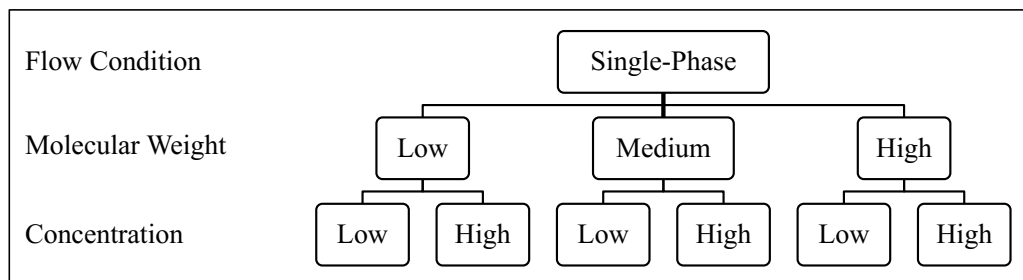 Flow Condition Single-Phase
Molecular Weight Low Medium High
Concentration Low High Low High Low High